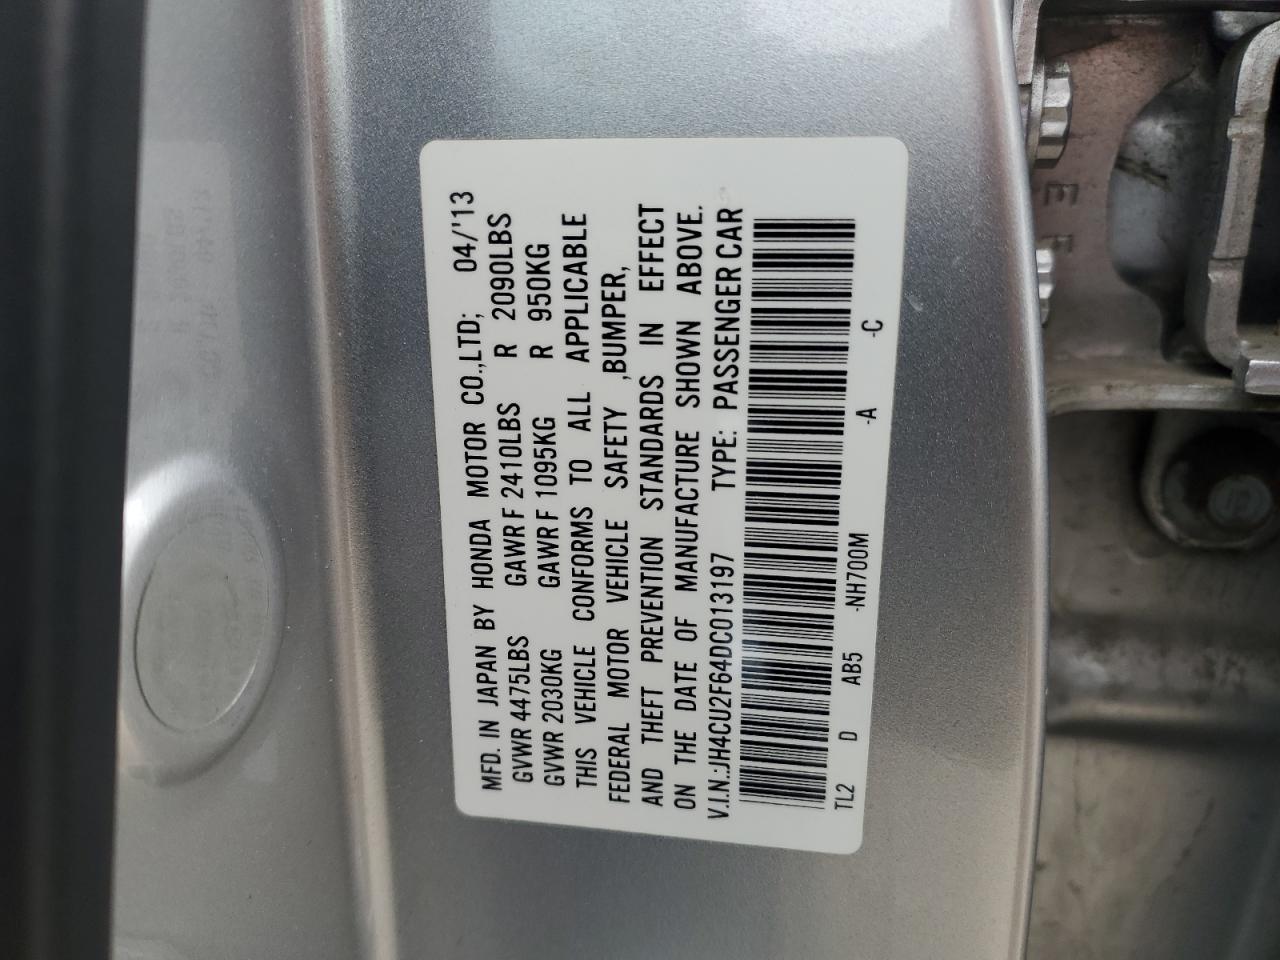 MFD. IN JAPAN BY HONDA MOTOR CO.,LTD; 04/'13
GVWR 4475LBS GAWR F 2410LBS R 2090LBS
GVWR 2030KG GAWR F 1095KG R 950KG
THIS VEHICLE CONFORMS TO ALL APPLICABLE
FEDERAL MOTOR VEHICLE SAFETY ,BUMPER,
AND THEFT PREVENTION STANDARDS IN EFFECT
ON THE DATE OF MANUFACTURE SHOWN ABOVE.
V.I.N.:JH4CU2F64DC013197 TYPE: PASSENGER CAR
TL2 D AB5 -NH700M -A -C